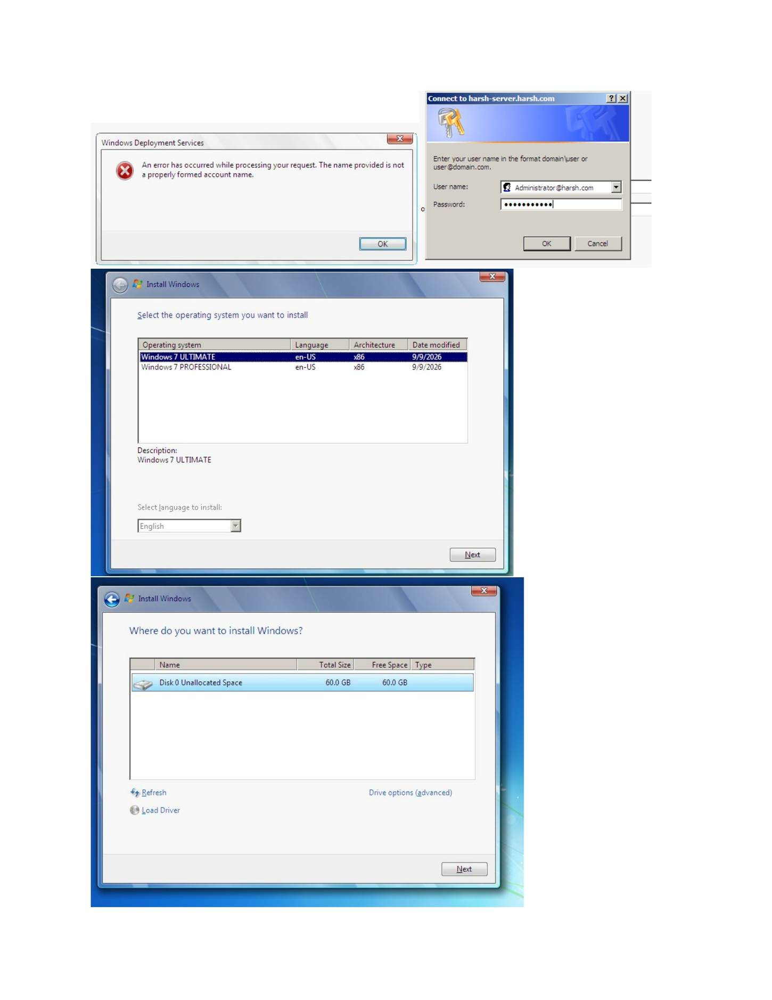 Windows Deployment Services
An error has occurred while processing your request. The name provided is not
a properly formed account name.
OK
Connect to harsh-server.harsh.com
Enter your user name in the format domain\user or
user@domain.com.
User name: Administrator@harsh.com
Password: •••••••••••
o
OK Cancel
Install Windows
Select the operating system you want to install
Operating system Language Architecture Date modified
Windows 7 ULTIMATE en-US x86 9/9/2026
Windows 7 PROFESSIONAL en-US x86 9/9/2026
Description:
Windows 7 ULTIMATE
Select language to install:
English
Next
Install Windows
Where do you want to install Windows?
Name Total Size Free Space Type
Disk 0 Unallocated Space 60.0 GB 60.0 GB
Refresh Drive options (advanced)
Load Driver
Next